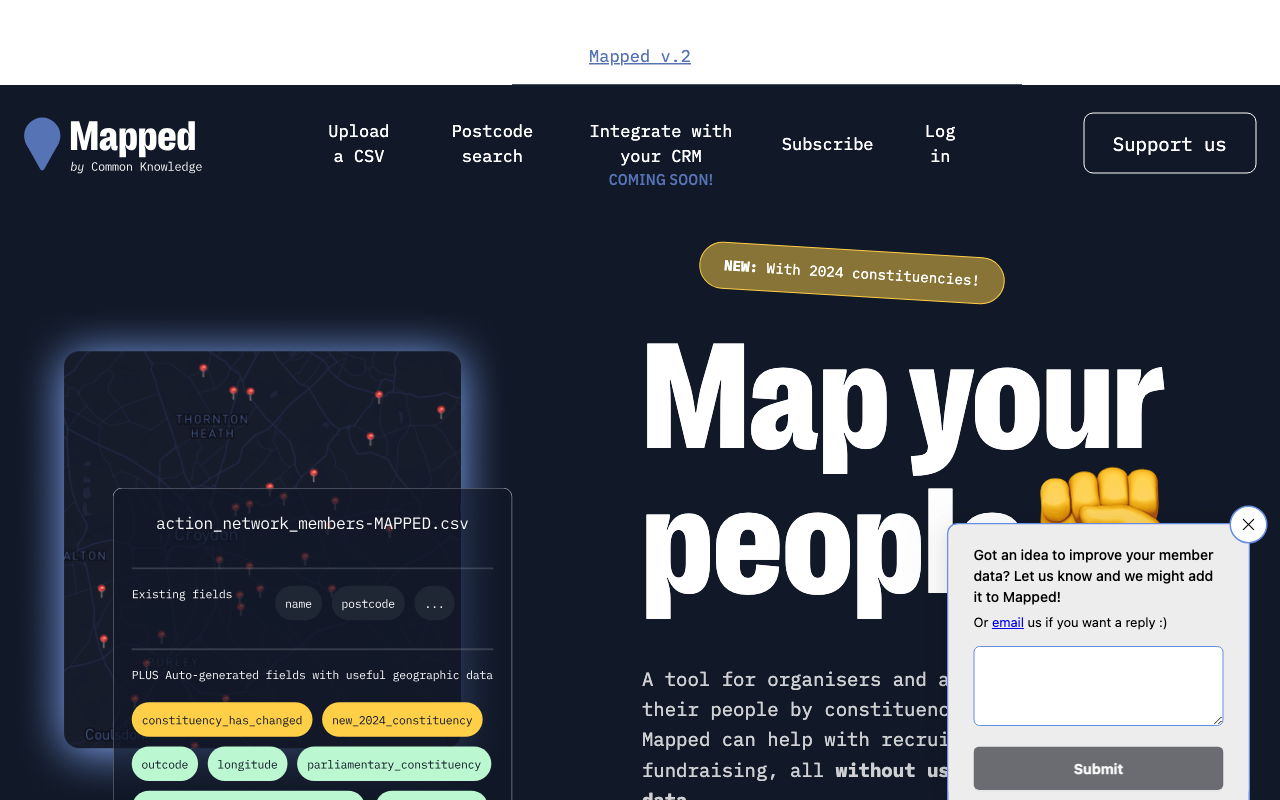 Mapped v.2
Mapped
by Common Knowledge
Upload
a CSV
Postcode
search
Integrate with
your CRM
COMING SOON!
Subscribe
Log
in
Support us
NEW: With 2024 constituencies!
Map your
people
THORNTON
HEATH
action_network_members-MAPPED.csv
Croydon
ALTON
Existing fields
name
postcode
...
PLUS Auto-generated fields with useful geographic data
constituency_has_changed
new_2024_constituency
outcode
longitude
parliamentary_constituency
A tool for organisers and a
their people by constituenc
Mapped can help with recrui
fundraising, all without us
data
Got an idea to improve your member
data? Let us know and we might add
it to Mapped!
Or email us if you want a reply :)
Submit